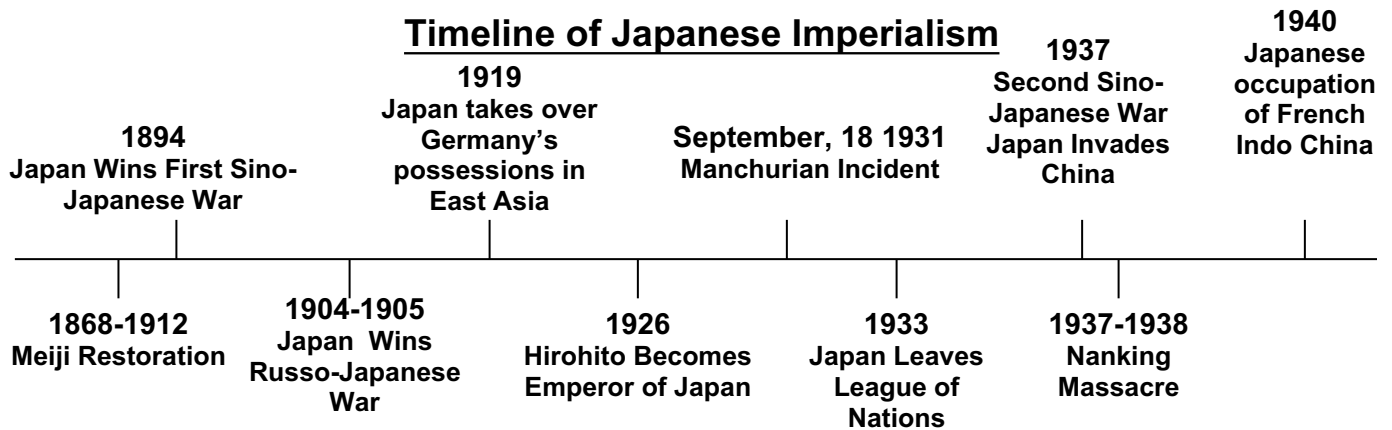 Timeline of Japanese Imperialism
1894
Japan Wins First Sino-
Japanese War
1919
Japan takes over
Germany’s
possessions in
East Asia
September, 18 1931
Manchurian Incident
1937
Second Sino-
Japanese War
Japan Invades
China
1940
Japanese
occupation
of French
Indo China
1868-1912
Meiji Restoration
1904-1905
Japan Wins
Russo-Japanese
War
1926
Hirohito Becomes
Emperor of Japan
1933
Japan Leaves
League of
Nations
1937-1938
Nanking
Massacre